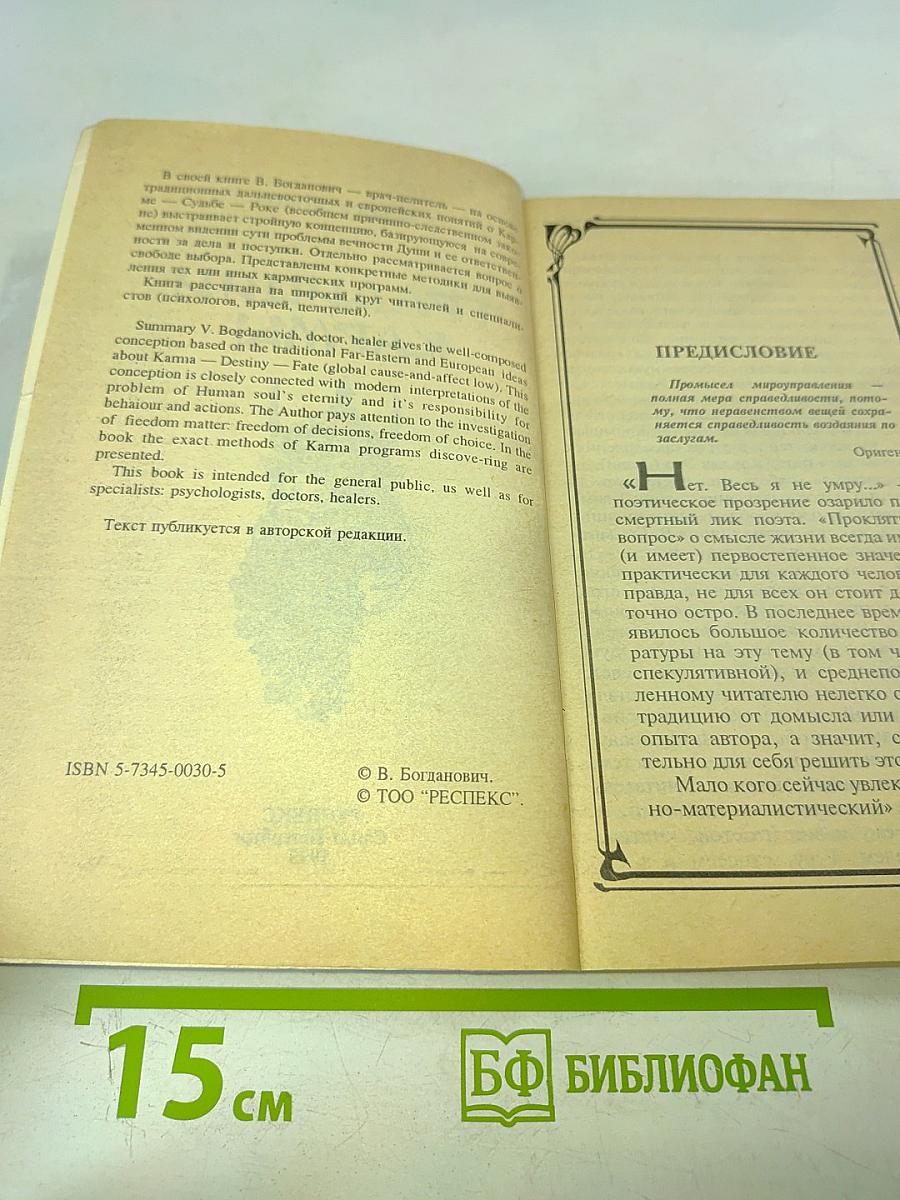 В своей книге В. Богданович — врач-целитель — на основе
традиционных дальневосточных и европейских понятий о Кар-
ме — Судьбе — Роке (всеобщем причинно-следственном зако-
не) выстраивает стройную концепцию, базирующуюся на совре-
менном видении сути проблемы вечности Души и ее ответствен-
ности за дела и поступки. Отдельно рассматривается вопрос о
свободе выбора. Представлены конкретные методики для выяв-
ления тех или иных кармических программ.
Книга рассчитана на широкий круг читателей и специали-
стов (психологов, врачей, целителей).
Summary V. Bogdanovich, doctor, healer gives the well-composed
conception based on the traditional Far-Eastern and European ideas
about Karma — Destiny — Fate (global cause-and-affect low). This
conception is closely connected with modern interpretations of the
problem of Human soul's eternity and it's responsibility for
behaiour and actions. The Author pays attention to the investigation
of fieedom matter: freedom of decisions, freedom of choice. In the
book the exact methods of Karma programs discove-ring are
presented.
This book is intended for the general public, us well as for
specialists: psychologists, doctors, healers.
Текст публикуется в авторской редакции.
ISBN 5-7345-0030-5
© В. Богданович.
© ТОО “РЕСПЕКС”.
ПРЕДИСЛОВИЕ
Промысел мироуправления —
полная мера справедливости, пото-
му, что неравенством вещей сохра-
няется справедливость воздаяния по
заслугам.
Ориген
«Нет. Весь я не умру...» -
поэтическое прозрение озарило п
смертный лик поэта. «Проклят
вопрос» о смысле жизни всегда им
(и имеет) первостепенное значе
практически для каждого челов
правда, не для всех он стоит до
точно остро. В последнее врем
явилось большое количество
ратуры на эту тему (в том ч
спекулятивной), и среднепо
ленному читателю нелегко о
традицию от домысла или
опыта автора, а значит, с
тельно для себя решить это
Мало кого сейчас увлек
но-материалистический»
15 см
БФ БИБЛИОФАН